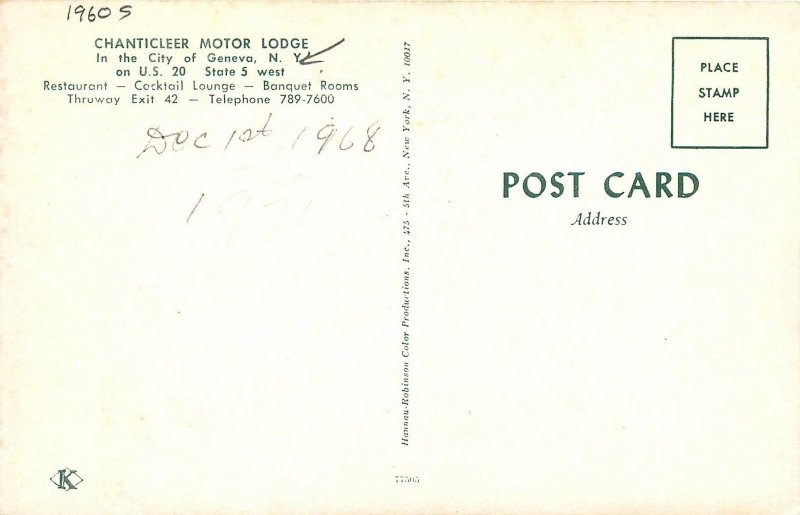 1960s
CHANTICLEER MOTOR LODGE
In the City of Geneva, N. Y.
on U.S. 20 State 5 west
Restaurant — Cocktail Lounge — Banquet Rooms
Thruway Exit 42 — Telephone 789-7600
Dec 1st 1968
1971
Hannau-Robinson Color Productions, Inc., 475 - 5th Ave., New York, N. Y. 10017
PLACE
STAMP
HERE
POST CARD
Address
K
77505